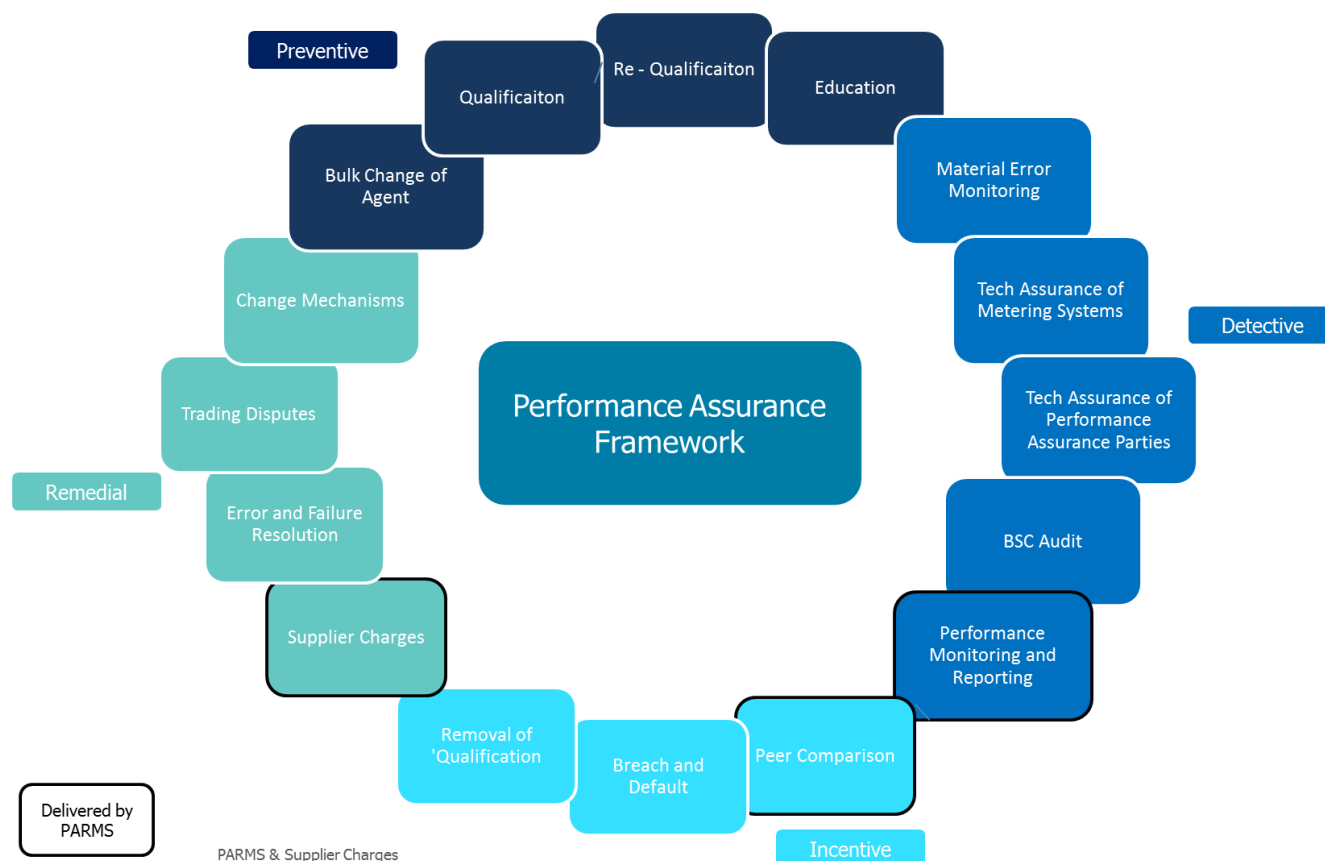 Preventive
Qualificaiton
Re - Qualificaiton
Education
Bulk Change of
Agent
Material Error
Monitoring
Change Mechanisms
Tech Assurance of
Metering Systems
Detective
Performance Assurance
Framework
Trading Disputes
Tech Assurance of
Performance
Assurance Parties
Remedial
Error and Failure
Resolution
BSC Audit
Supplier Charges
Performance
Monitoring and
Reporting
Removal of
'Qualification
Breach and
Default
Peer Comparison
Delivered by
PARMS
PARMS & Supplier Charges
Incentive